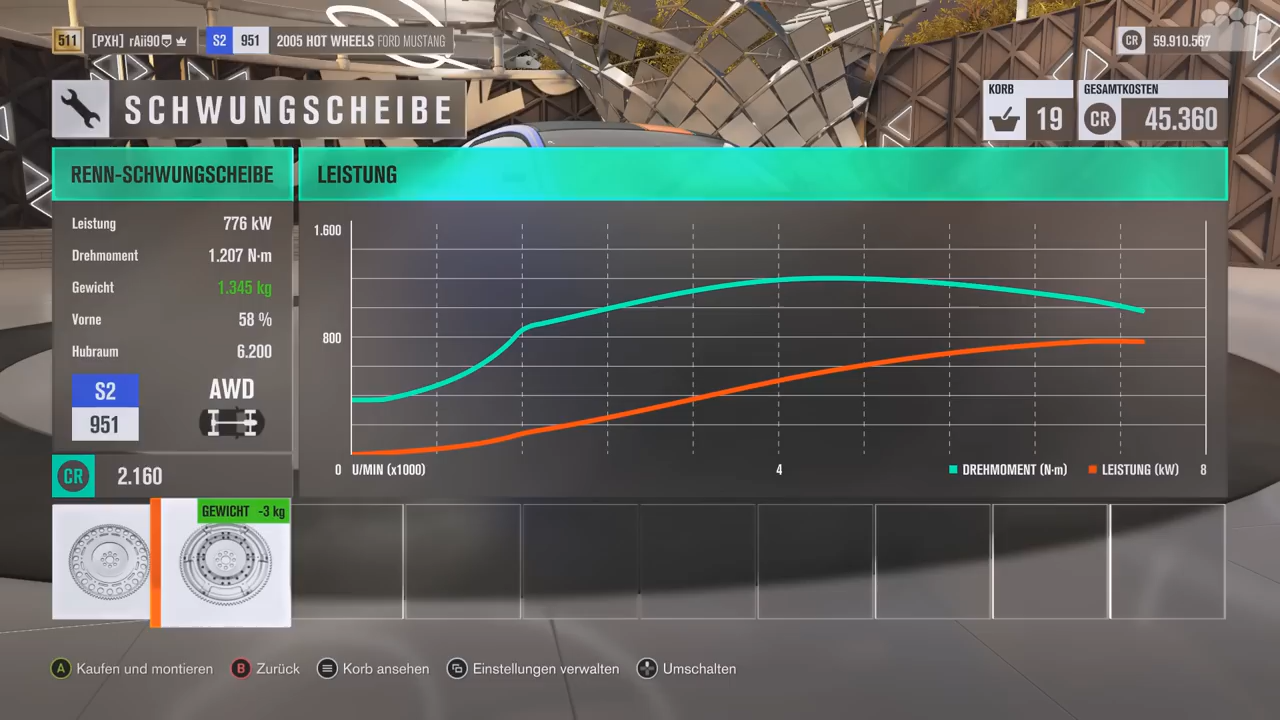 511 [PXH] rAii90 S2 951 2005 HOT WHEELS FORD MUSTANG
CR 59.910.567
SCHWUNGSCHEIBE
KORB
19
GESAMTKOSTEN
CR 45.360
RENN-SCHWUNGSCHEIBE
LEISTUNG
Leistung 776 kW
Drehmoment 1.207 N·m
Gewicht 1.345 kg
Vorne 58 %
Hubraum 6.200
S2
951
AWD
CR 2.160
1.600
800
0 U/MIN (x1000) 4 8
DREHMOMENT (N·m) LEISTUNG (kW)
GEWICHT -3 kg
A Kaufen und montieren B Zurück Korb ansehen Einstellungen verwalten Umschalten